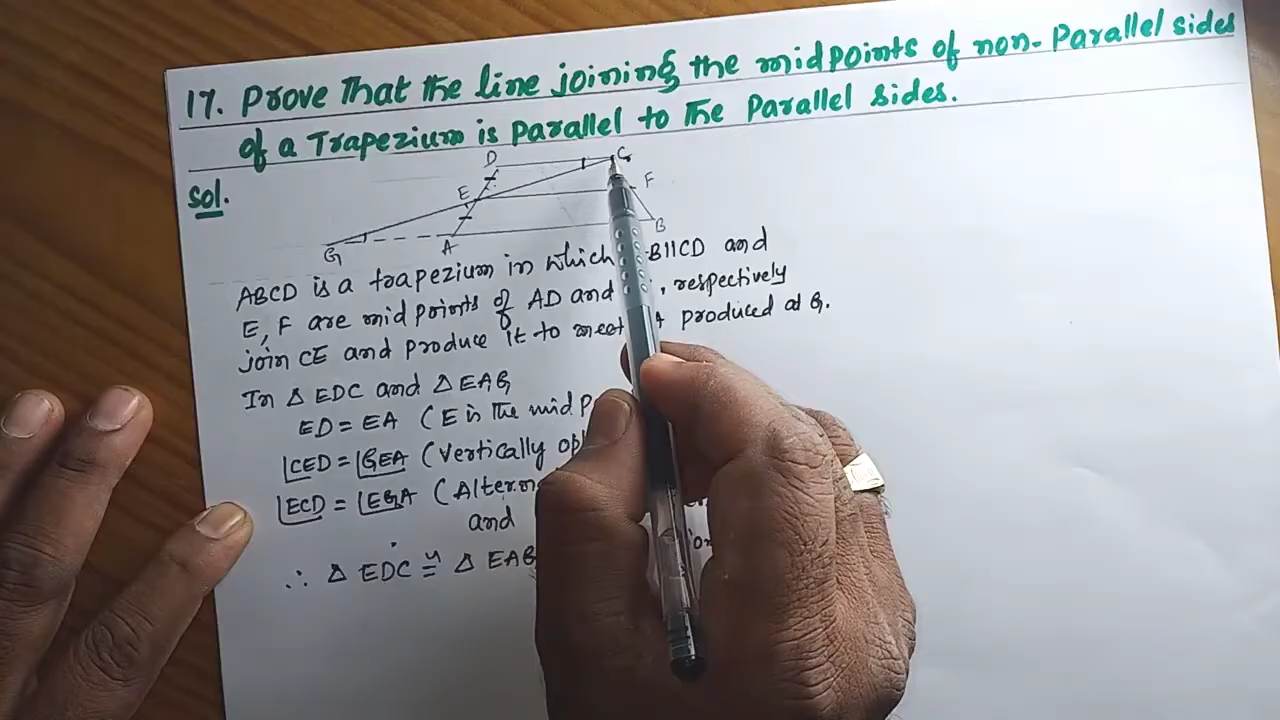 17. Prove That the line joining the midpoints of non-Parallel sides
of a Trapezium is parallel to the Parallel sides.
Sol.
D C
E F
G A B
ABCD is a trapezium in which B||CD and
E, F are mid points of AD and , respectively
join CE and produce it to meet produced at G.
In △ EDC and △ EAG
ED = EA (E is the mid
∠CED = ∠GEA (Vertically
∠ECD = ∠EGA
and
∴ △ EDC ≅ △ EAG